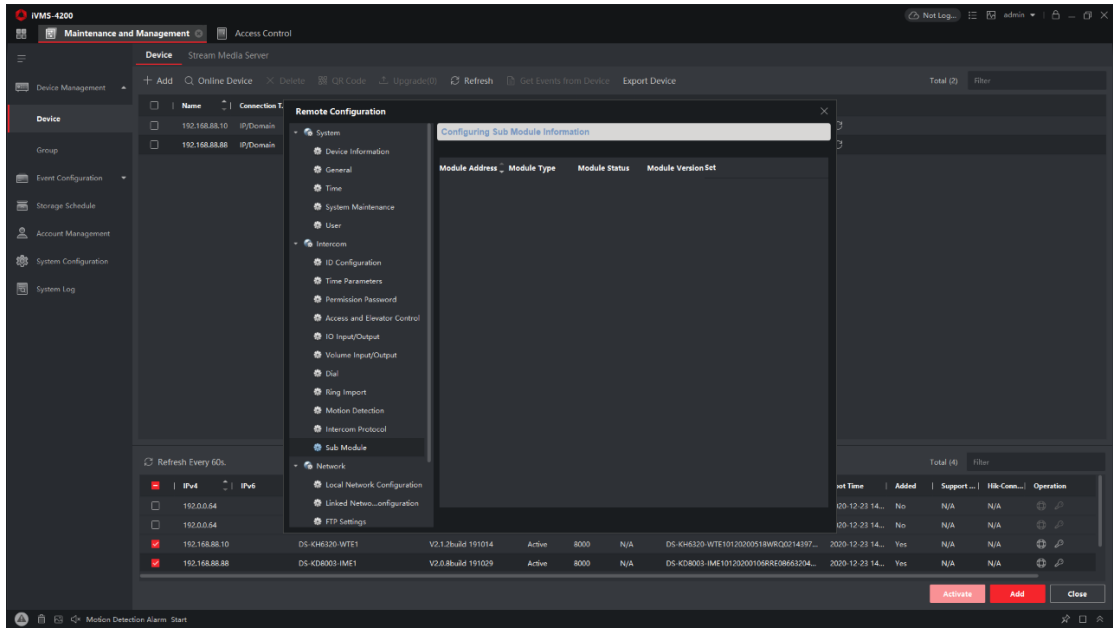 iVMS-4200
Not Log...
admin
Maintenance and Management
Access Control
Device
Stream Media Server
Device Management
Device
Group
Event Configuration
Storage Schedule
Account Management
System Configuration
System Log
+ Add Online Device Delete QR Code Upgrade(0) Refresh Get Events from Device Export Device Total (2) Filter
Name Connection T...
192.168.88.10 IP/Domain
192.168.88.88 IP/Domain
Remote Configuration
System
Device Information
General
Time
System Maintenance
User
Intercom
ID Configuration
Time Parameters
Permission Password
Access and Elevator Control
IO Input/Output
Volume Input/Output
Dial
Ring Import
Motion Detection
Intercom Protocol
Sub Module
Network
Local Network Configuration
Linked Netwo...onfiguration
FTP Settings
Configuring Sub Module Information
Module Address Module Type Module Status Module Version Set
Refresh Every 60s. Total (4) Filter
IPv4 IPv6 Added Support ... Hik-Conn... Operation
192.0.0.64 2020-12-23 14... No N/A N/A
192.0.0.64 2020-12-23 14... No N/A N/A
192.168.88.10 DS-KH6320-WTE1 V2.1.2build 191014 Active 8000 N/A DS-KH6320-WTE10120200518WRQ0214397... 2020-12-23 14... Yes N/A N/A
192.168.88.88 DS-KD8003-IME1 V2.0.8build 191029 Active 8000 N/A DS-KD8003-IME10120200106RRE08663204... 2020-12-23 14... Yes N/A N/A
Activate Add Close
Motion Detection Alarm Start